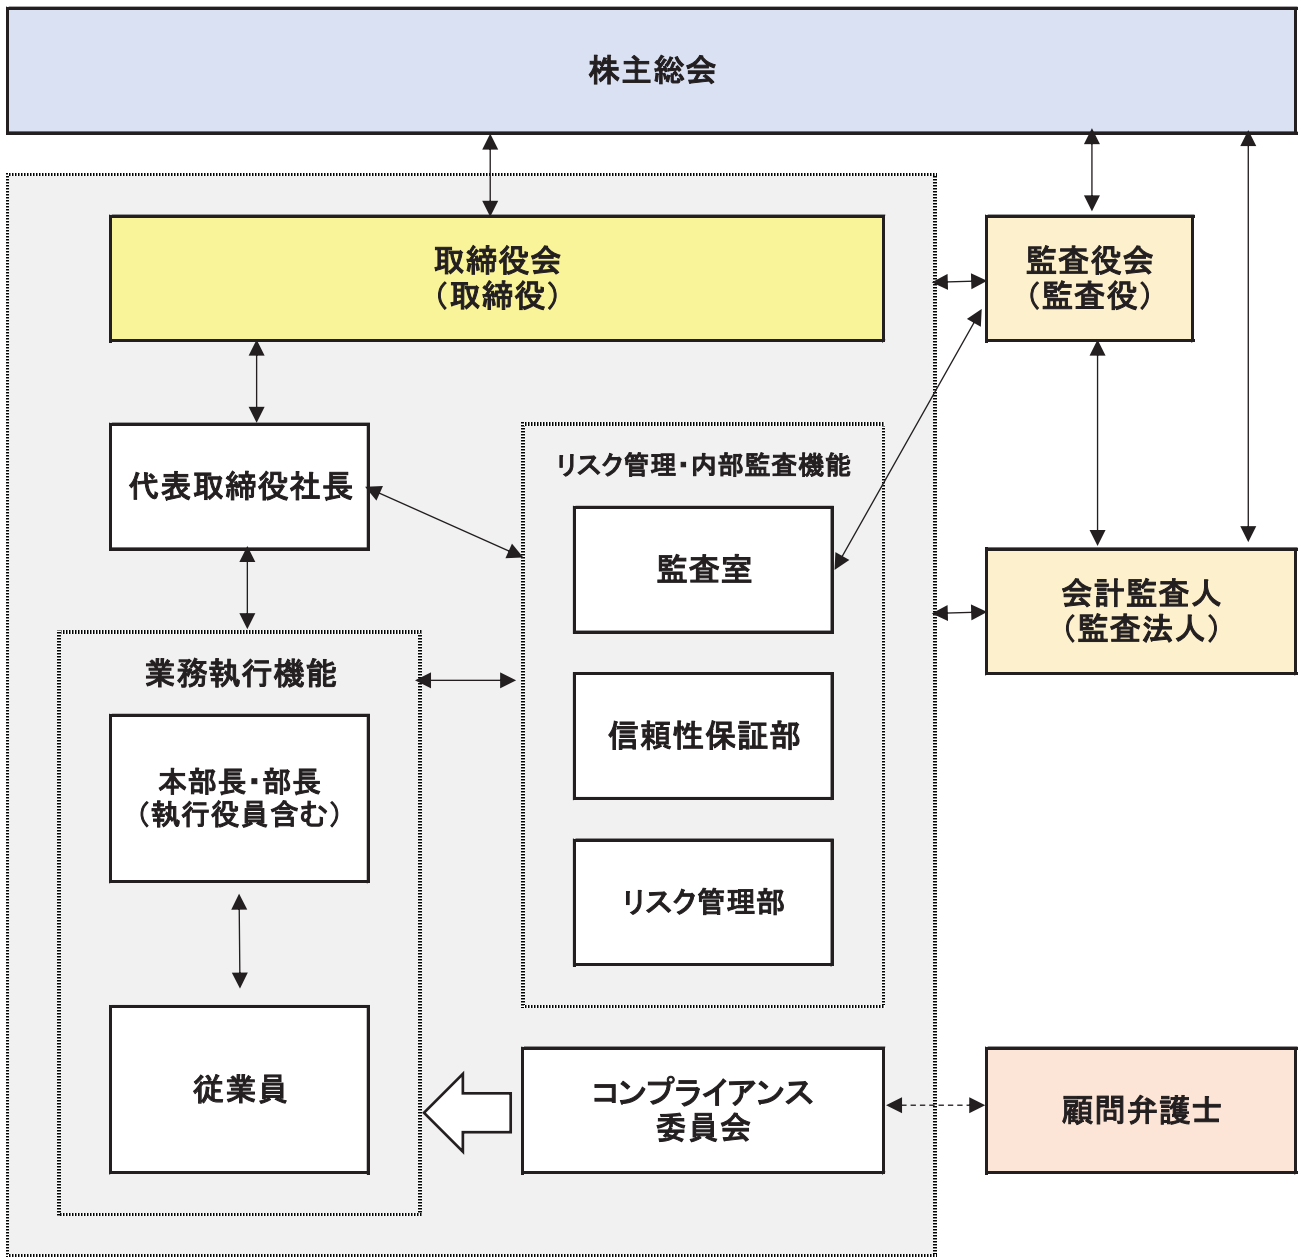 株主総会
取締役会
（取締役）
監査役会
（監査役）
代表取締役社長
リスク管理・内部監査機能
監査室
会計監査人
（監査法人）
業務執行機能
信頼性保証部
本部長・部長
（執行役員含む）
リスク管理部
従業員
コンプライアンス
委員会
顧問弁護士